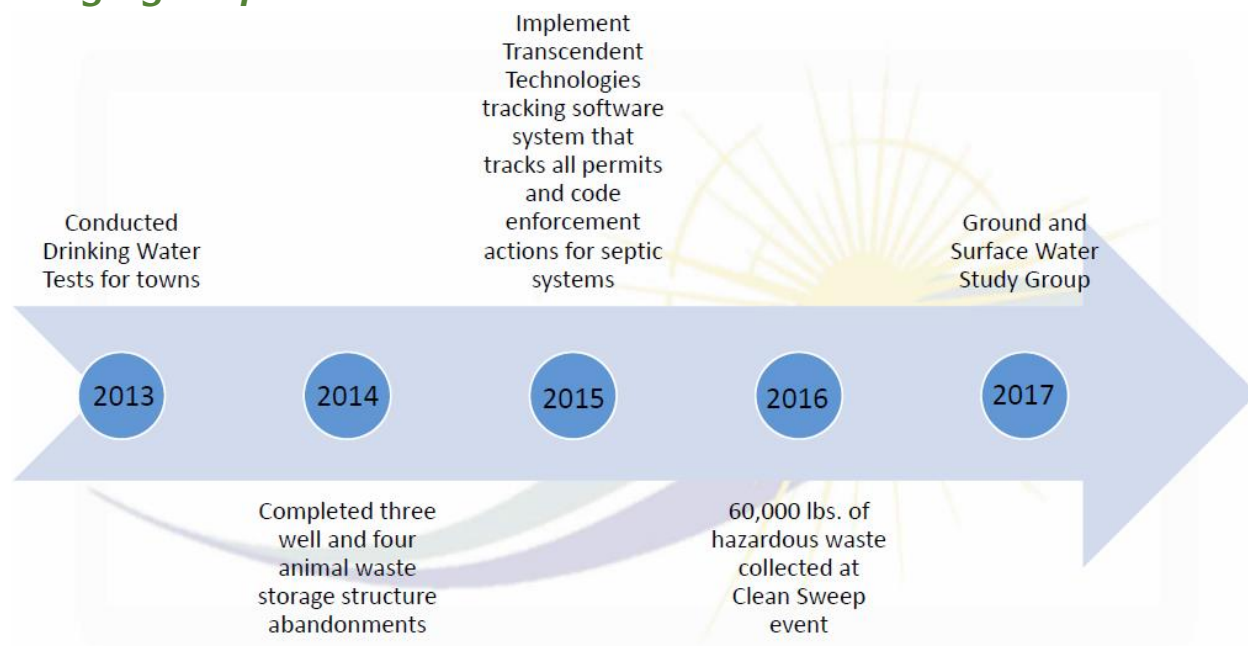 Implement
Transcendent
Technologies
tracking software
system that
tracks all permits
and code
enforcement
actions for septic
systems
Conducted
Drinking Water
Tests for towns
Ground and
Surface Water
Study Group
2013
2014
2015
2016
2017
Completed three
well and four
animal waste
storage structure
abandonments
60,000 lbs. of
hazardous waste
collected at
Clean Sweep
event